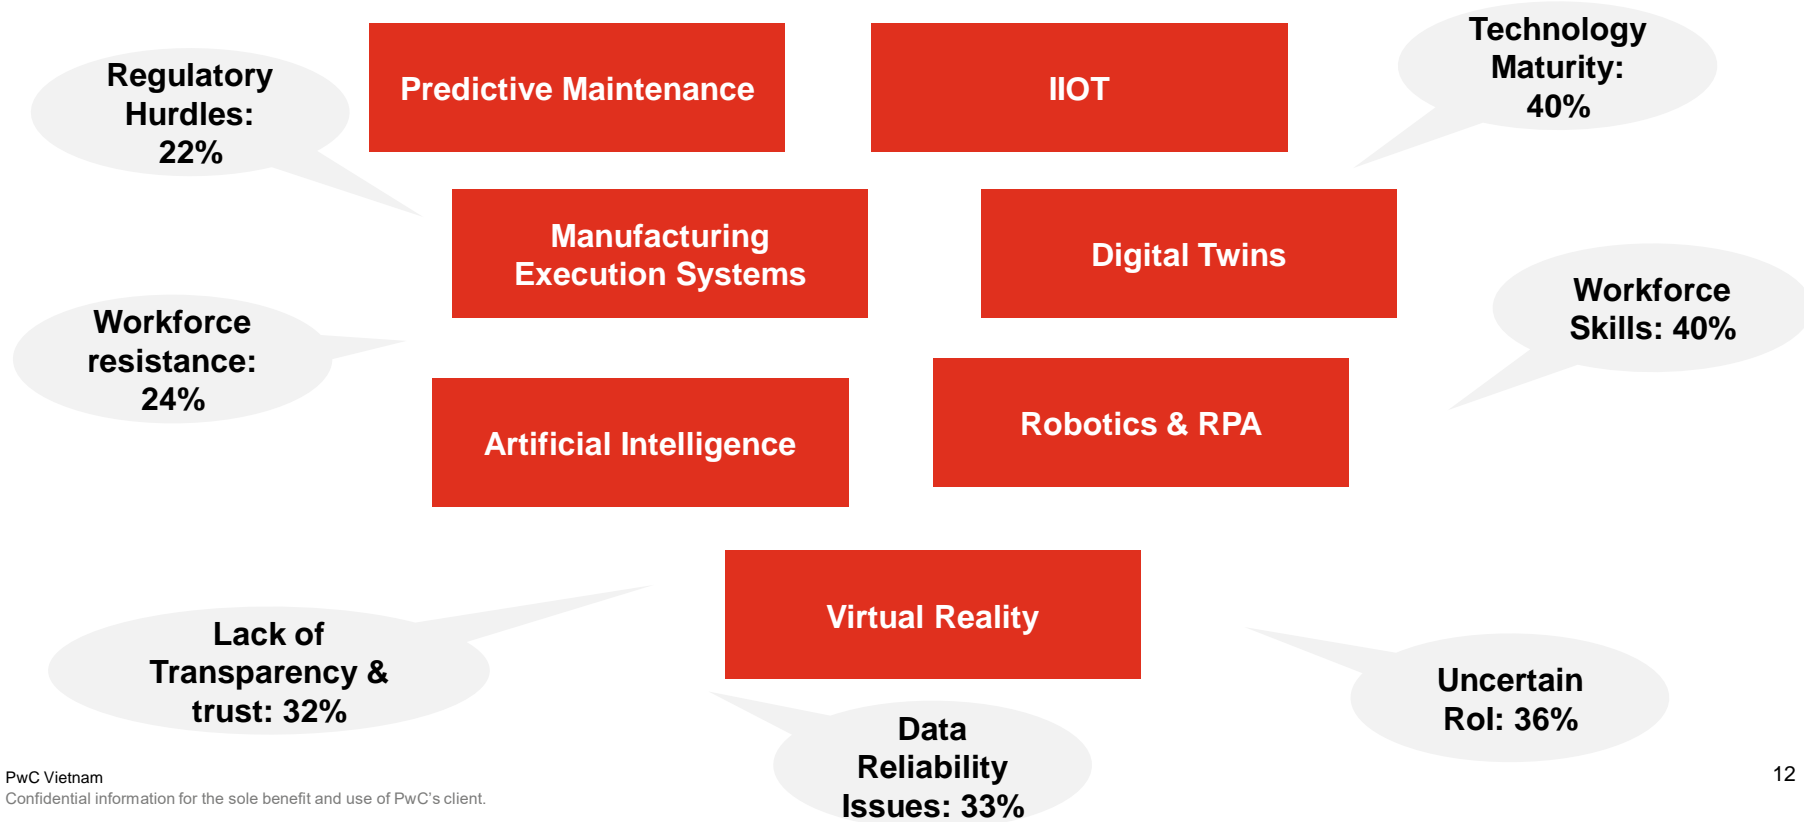 Technology
Maturity:
40%
Regulatory
Hurdles:
22%
Predictive Maintenance
IIOT
Manufacturing
Execution Systems
Digital Twins
Workforce
Skills: 40%
Workforce
resistance:
24%
Artificial Intelligence
Robotics & RPA
Virtual Reality
Lack of
Transparency &
trust: 32%
Uncertain
RoI: 36%
Data
Reliability
Issues: 33%
PwC Vietnam
Confidential information for the sole benefit and use of PwC's client.
12